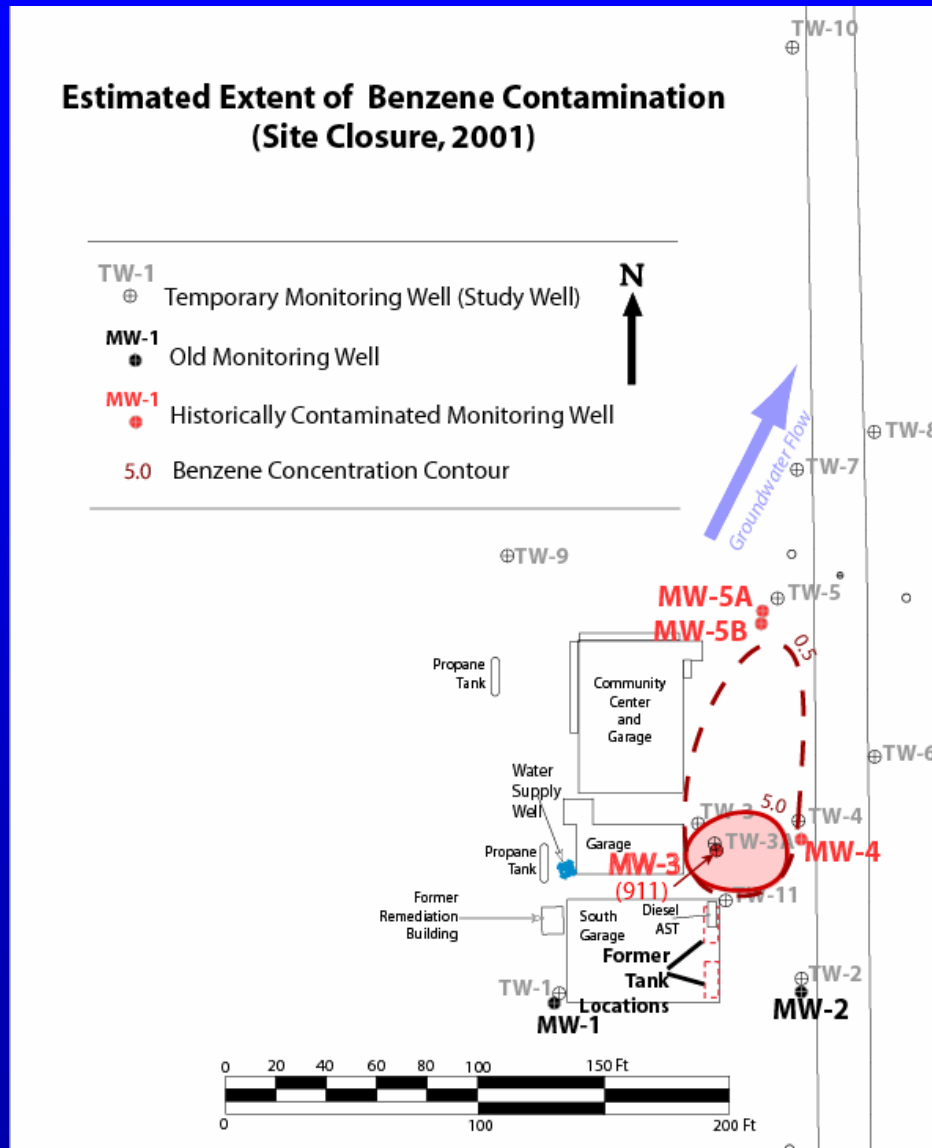 TW-10
Estimated Extent of Benzene Contamination
(Site Closure, 2001)
TW-1
Temporary Monitoring Well (Study Well)
N
MW-1
Old Monitoring Well
MW-1
Historically Contaminated Monitoring Well
5.0 Benzene Concentration Contour
Groundwater Flow
TW-8
TW-7
TW-9
TW-5
MW-5A
MW-5B
0.5
Propane
Tank
Community
Center
and
Garage
TW-6
Water
Supply
Well
TW-3
5.0
TW-4
Propane
Tank
Garage
TW-3A
MW-4
MW-3
(911)
Former
Remediation
Building
South
Garage
Diesel
AST
TW-11
Former
Tank
Locations
TW-1
MW-1
TW-2
MW-2
0 20 40 60 80 100 150 Ft
100 200 Ft